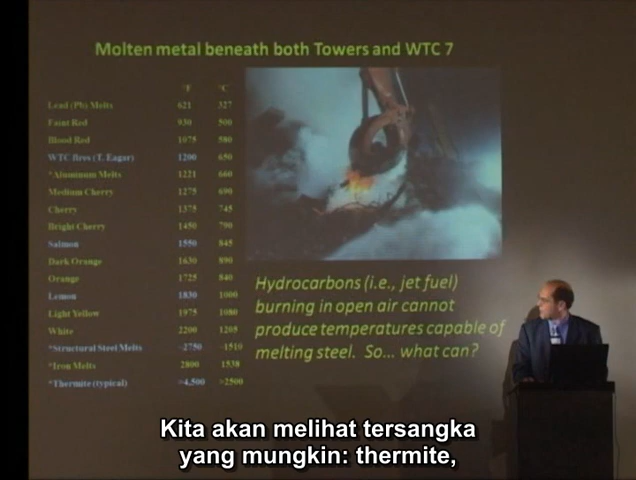 Molten metal beneath both Towers and WTC 7
°F °C
Lead (Pb) Melts 621 327
Faint Red 930 500
Blood Red 1075 580
WTC fires (T. Eagar) 1200 650
*Aluminum Melts 1221 660
Medium Cherry 1275 690
Cherry 1375 745
Bright Cherry 1450 790
Salmon 1550 845
Dark Orange 1630 890
Orange 1725 840
Lemon 1830 1000
Light Yellow 1975 1080
White 2200 1205
*Structural Steel Melts ~2750 ~1510
*Iron Melts 2800 1538
*Thermite (typical) >4,500 >2500
Hydrocarbons (i.e., jet fuel)
burning in open air cannot
produce temperatures capable of
melting steel. So... what can?
Kita akan melihat tersangka
yang mungkin: thermite,